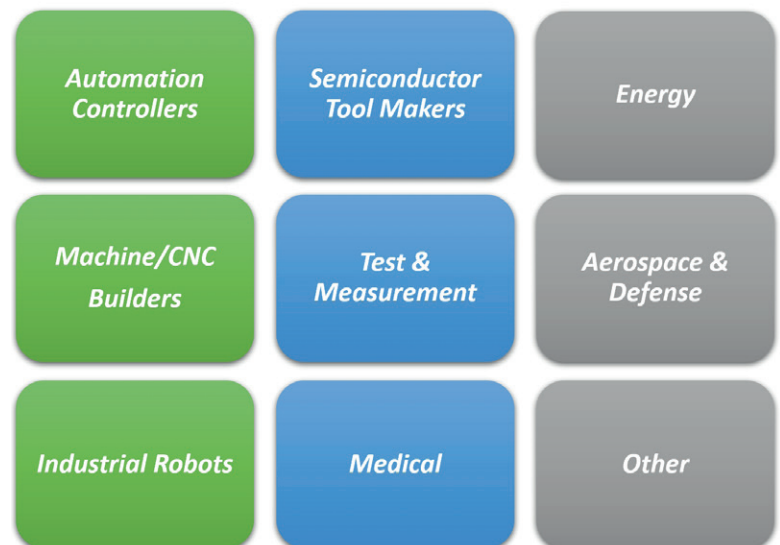 Automation
Controllers
Semiconductor
Tool Makers
Energy
Machine/CNC
Builders
Test &
Measurement
Aerospace &
Defense
Industrial Robots
Medical
Other